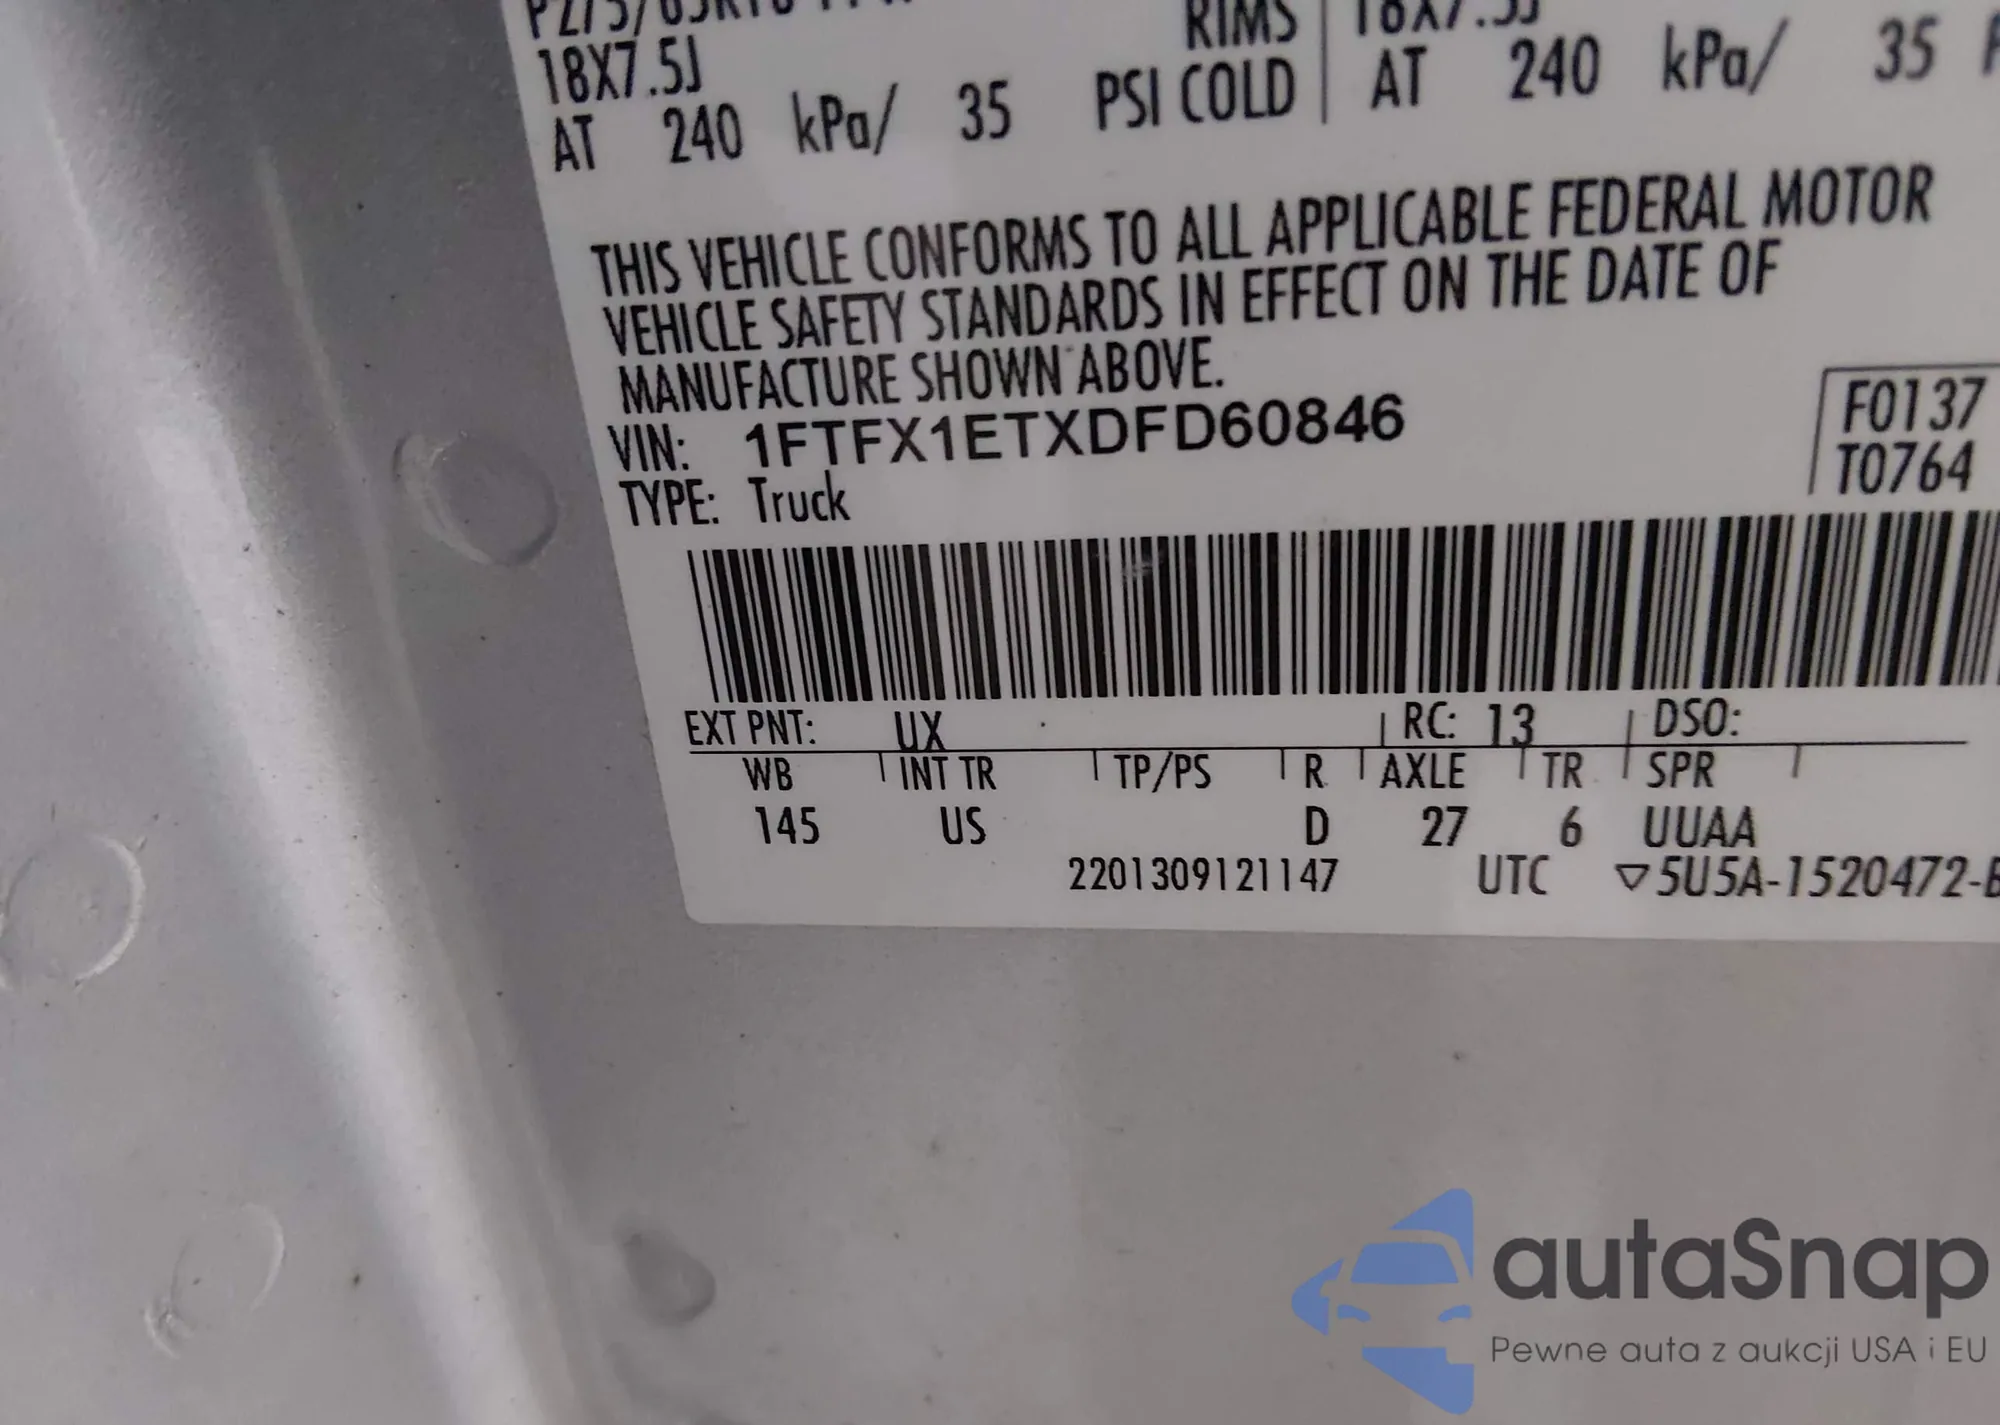 18X7.5J RIMS 18X7.5J
AT 240 kPa/ 35 PSI COLD AT 240 kPa/ 35
THIS VEHICLE CONFORMS TO ALL APPLICABLE FEDERAL MOTOR
VEHICLE SAFETY STANDARDS IN EFFECT ON THE DATE OF
MANUFACTURE SHOWN ABOVE.
VIN: 1FTFX1ETXDFD60846
TYPE: Truck
F0137
T0764
EXT PNT: UX RC: 13 DSO:
WB INT TR TP/PS R AXLE TR SPR
145 US D 27 6 UUAA
2201309121147 UTC ▽5U5A-1520472-B
autaSnap
Pewne auta z aukcji USA i EU